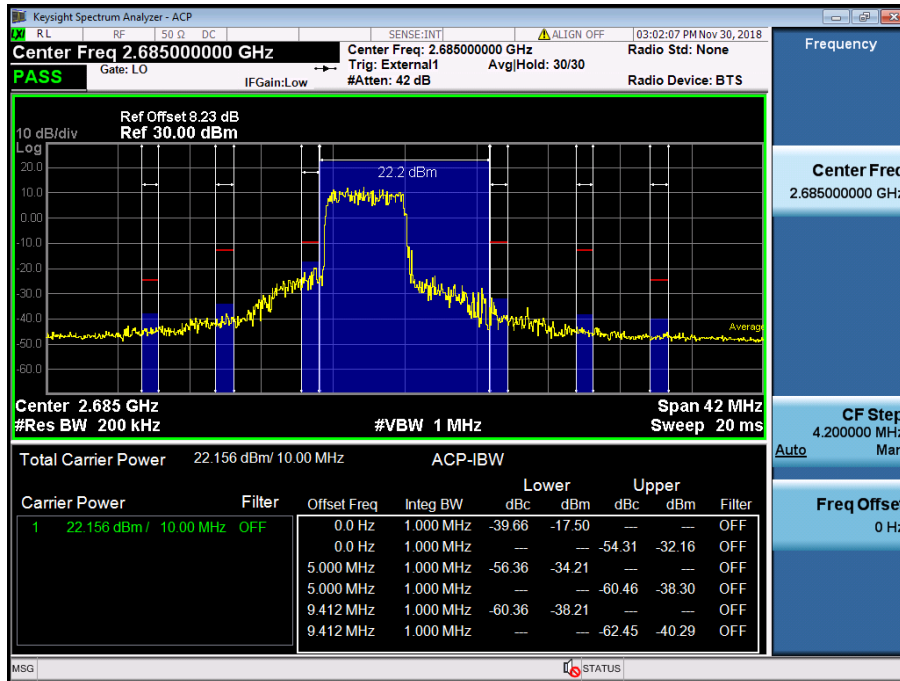 Keysight Spectrum Analyzer - ACP
LXI RL RF 50 Ω DC SENSE:INT ALIGN OFF 03:02:07 PM Nov 30, 2018
Center Freq 2.685000000 GHz Center Freq: 2.685000000 GHz Radio Std: None
Gate: LO Trig: External1 Avg|Hold: 30/30
PASS IFGain:Low #Atten: 42 dB Radio Device: BTS
Frequency
Ref Offset 8.23 dB
10 dB/div Ref 30.00 dBm
Log
20.0
22.2 dBm
10.0
0.00
-10.0
-20.0
-30.0
-40.0
Average
-50.0
-60.0
Center 2.685 GHz Span 42 MHz
#Res BW 200 kHz #VBW 1 MHz Sweep 20 ms
Center Freq
2.685000000 GHz
CF Step
4.200000 MHz
Auto Man
Freq Offset
0 Hz
Total Carrier Power 22.156 dBm/ 10.00 MHz ACP-IBW
Lower Upper
Carrier Power Filter Offset Freq Integ BW dBc dBm dBc dBm Filter
1 22.156 dBm / 10.00 MHz OFF 0.0 Hz 1.000 MHz -39.66 -17.50 --- --- OFF
0.0 Hz 1.000 MHz --- --- -54.31 -32.16 OFF
5.000 MHz 1.000 MHz -56.36 -34.21 --- --- OFF
5.000 MHz 1.000 MHz --- --- -60.46 -38.30 OFF
9.412 MHz 1.000 MHz -60.36 -38.21 --- --- OFF
9.412 MHz 1.000 MHz --- --- -62.45 -40.29 OFF
MSG STATUS